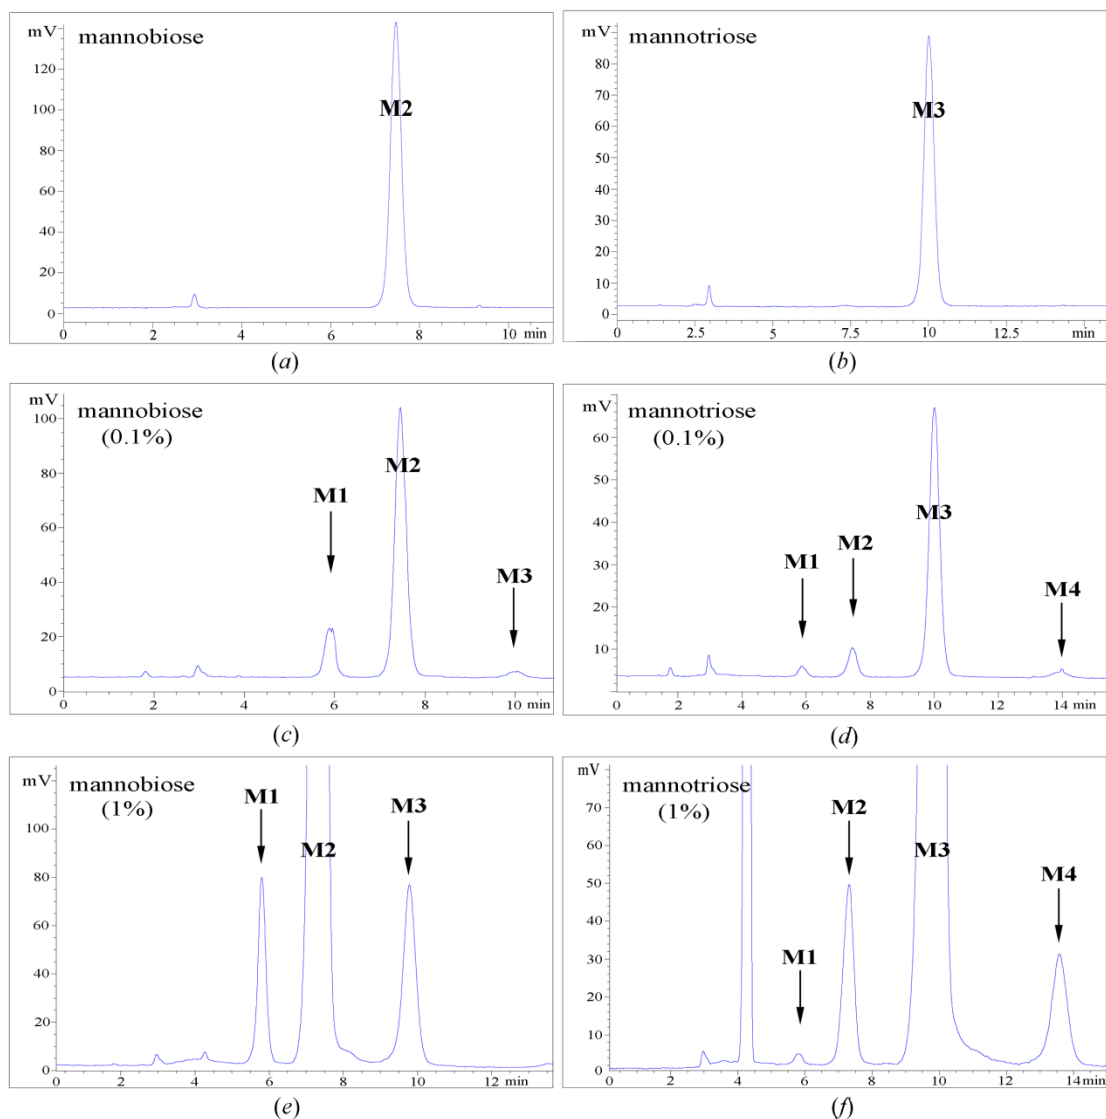 mV
mannobiose
M2
120
100
80
60
40
20
0
0 2 4 6 8 10 min
(a)
mV
mannotriose
M3
80
70
60
50
40
30
20
10
0
0 2.5 5 7.5 10 12.5 min
(b)
mV
mannobiose
(0.1%)
M1
M2
M3
100
80
60
40
20
0
0 2 4 6 8 10 min
(c)
mV
mannotriose
(0.1%)
M1
M2
M3
M4
60
50
40
30
20
10
0 2 4 6 8 10 12 14 min
(d)
mV
mannobiose
(1%)
M1
M2
M3
100
80
60
40
20
0
0 2 4 6 8 10 12 min
(e)
mV
mannotriose
(1%)
M1
M2
M3
M4
70
60
50
40
30
20
10
0
0 2 4 6 8 10 12 14 min
(f)